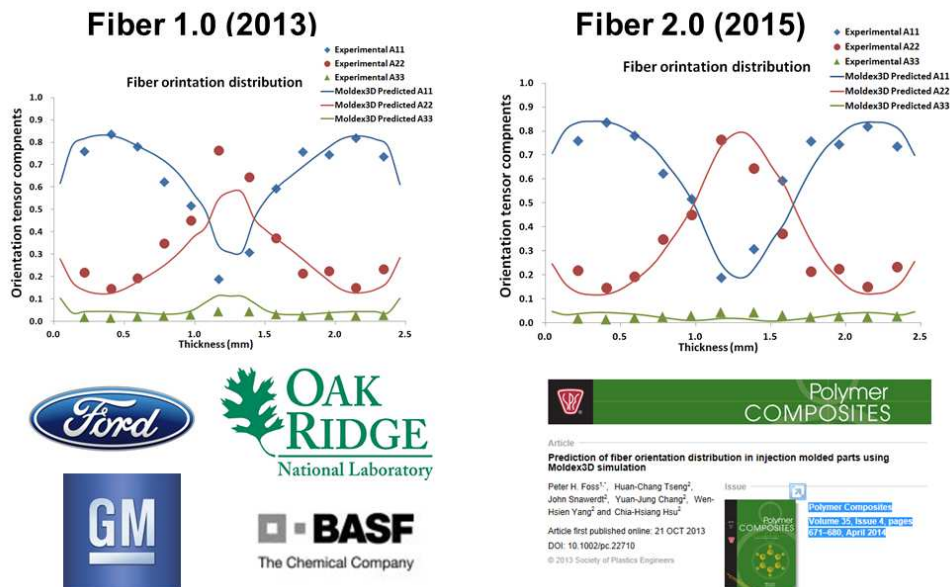 Fiber 1.0 (2013)
Experimental A11
Experimental A22
Experimental A33
Moldex3D Predicted A11
Moldex3D Predicted A22
Moldex3D Predicted A33
Fiber orintation distribution
Orientation tensor compnents
1.0
0.9
0.8
0.7
0.6
0.5
0.4
0.3
0.2
0.1
0.0
0.0
0.5
1.0
1.5
2.0
2.5
Thickness (mm)
Fiber 2.0 (2015)
Experimental A11
Experimental A22
Experimental A33
Moldex3D Predicted A11
Moldex3D Predicted A22
Moldex3D Predicted A33
Fiber orintation distribution
Orientation tensor compnents
1.0
0.9
0.8
0.7
0.6
0.5
0.4
0.3
0.2
0.1
0.0
0.0
0.5
1.0
1.5
2.0
2.5
Thickness (mm)
Ford
OAK
RIDGE
National Laboratory
GM
BASF
The Chemical Company
SPE
Polymer
COMPOSITES
Article
Prediction of fiber orientation distribution in injection molded parts using
Moldex3D simulation
Peter H. Foss1,*, Huan-Chang Tseng2,
John Snawerdt2, Yuan-Jung Chang2, Wen-
Hsien Yang2 and Chia-Hsiang Hsu2
Article first published online: 21 OCT 2013
DOI: 10.1002/pc.22710
© 2013 Society of Plastics Engineers
Issue
Polymer
COMPOSITES
Polymer Composites
Volume 35, Issue 4, pages
671–680, April 2014